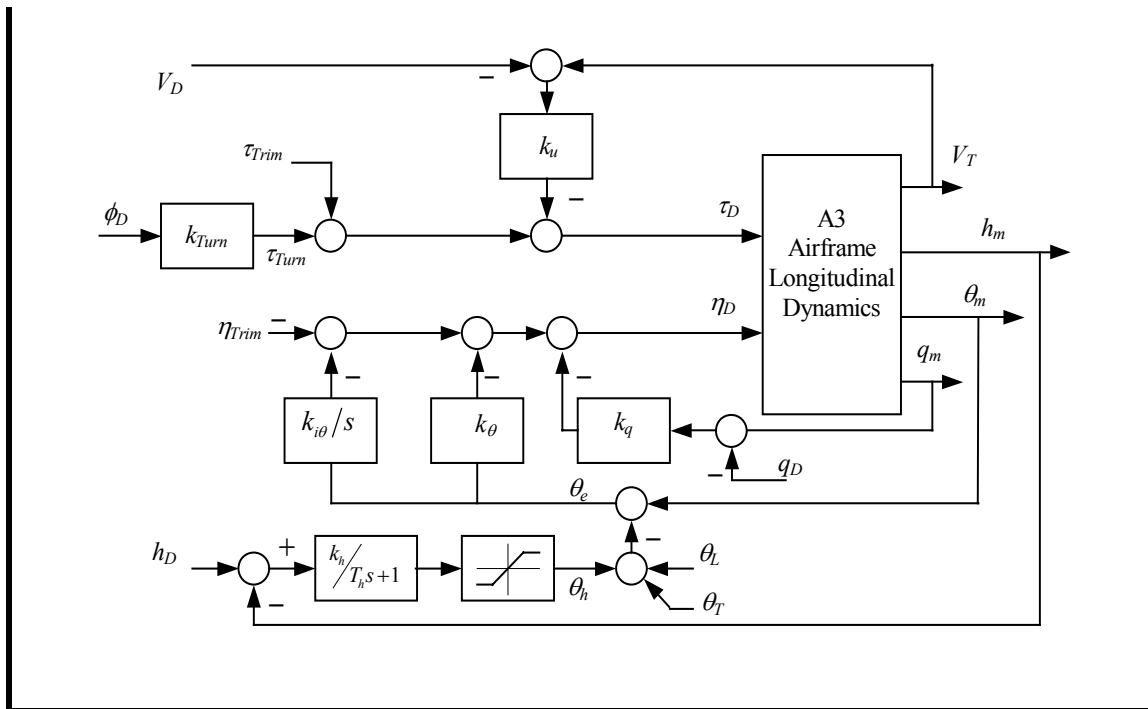 V_D
−
k_u
−
τ_Trim
V_T
φ_D
k_Turn
τ_Turn
τ_D
A3
Airframe
Longitudinal
Dynamics
h_m
θ_m
q_m
η_Trim
−
η_D
−
−
−
k_iθ/s
k_θ
k_q
−
q_D
θ_e
−
h_D
+
−
k_h/T_h s+1
θ_h
θ_L
θ_T